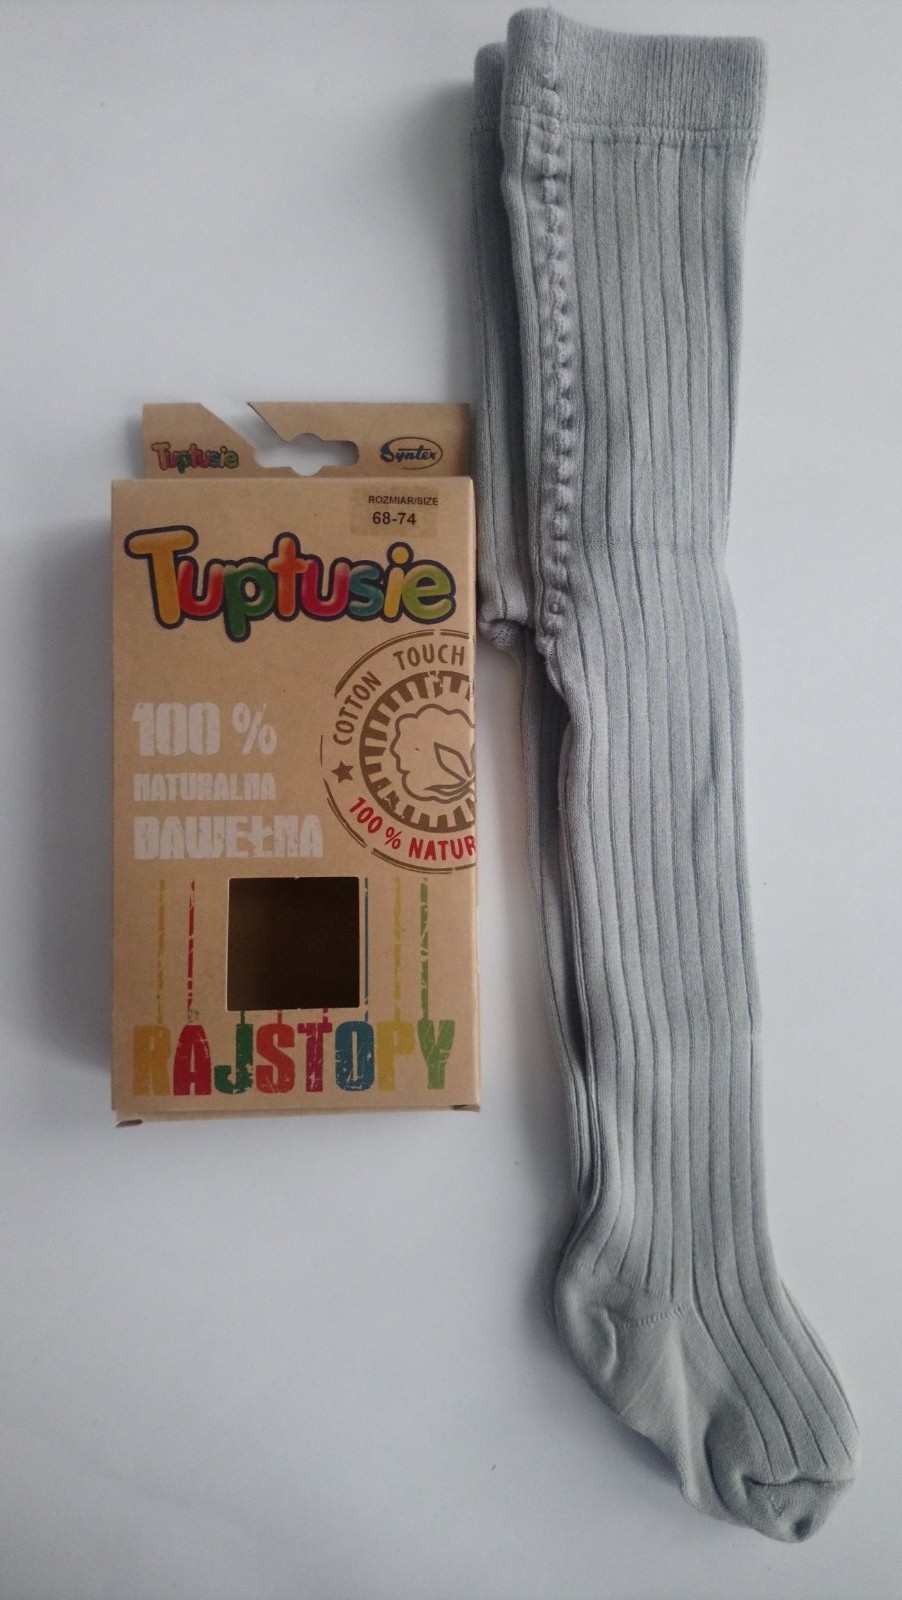 Tuptusie
Syntex
ROZMIAR/SIZE
68-74
Tuptusie
COTTON TOUCH
100 % NATUR
100 %
NATURALNA
BAWEŁNA
RAJSTOPY